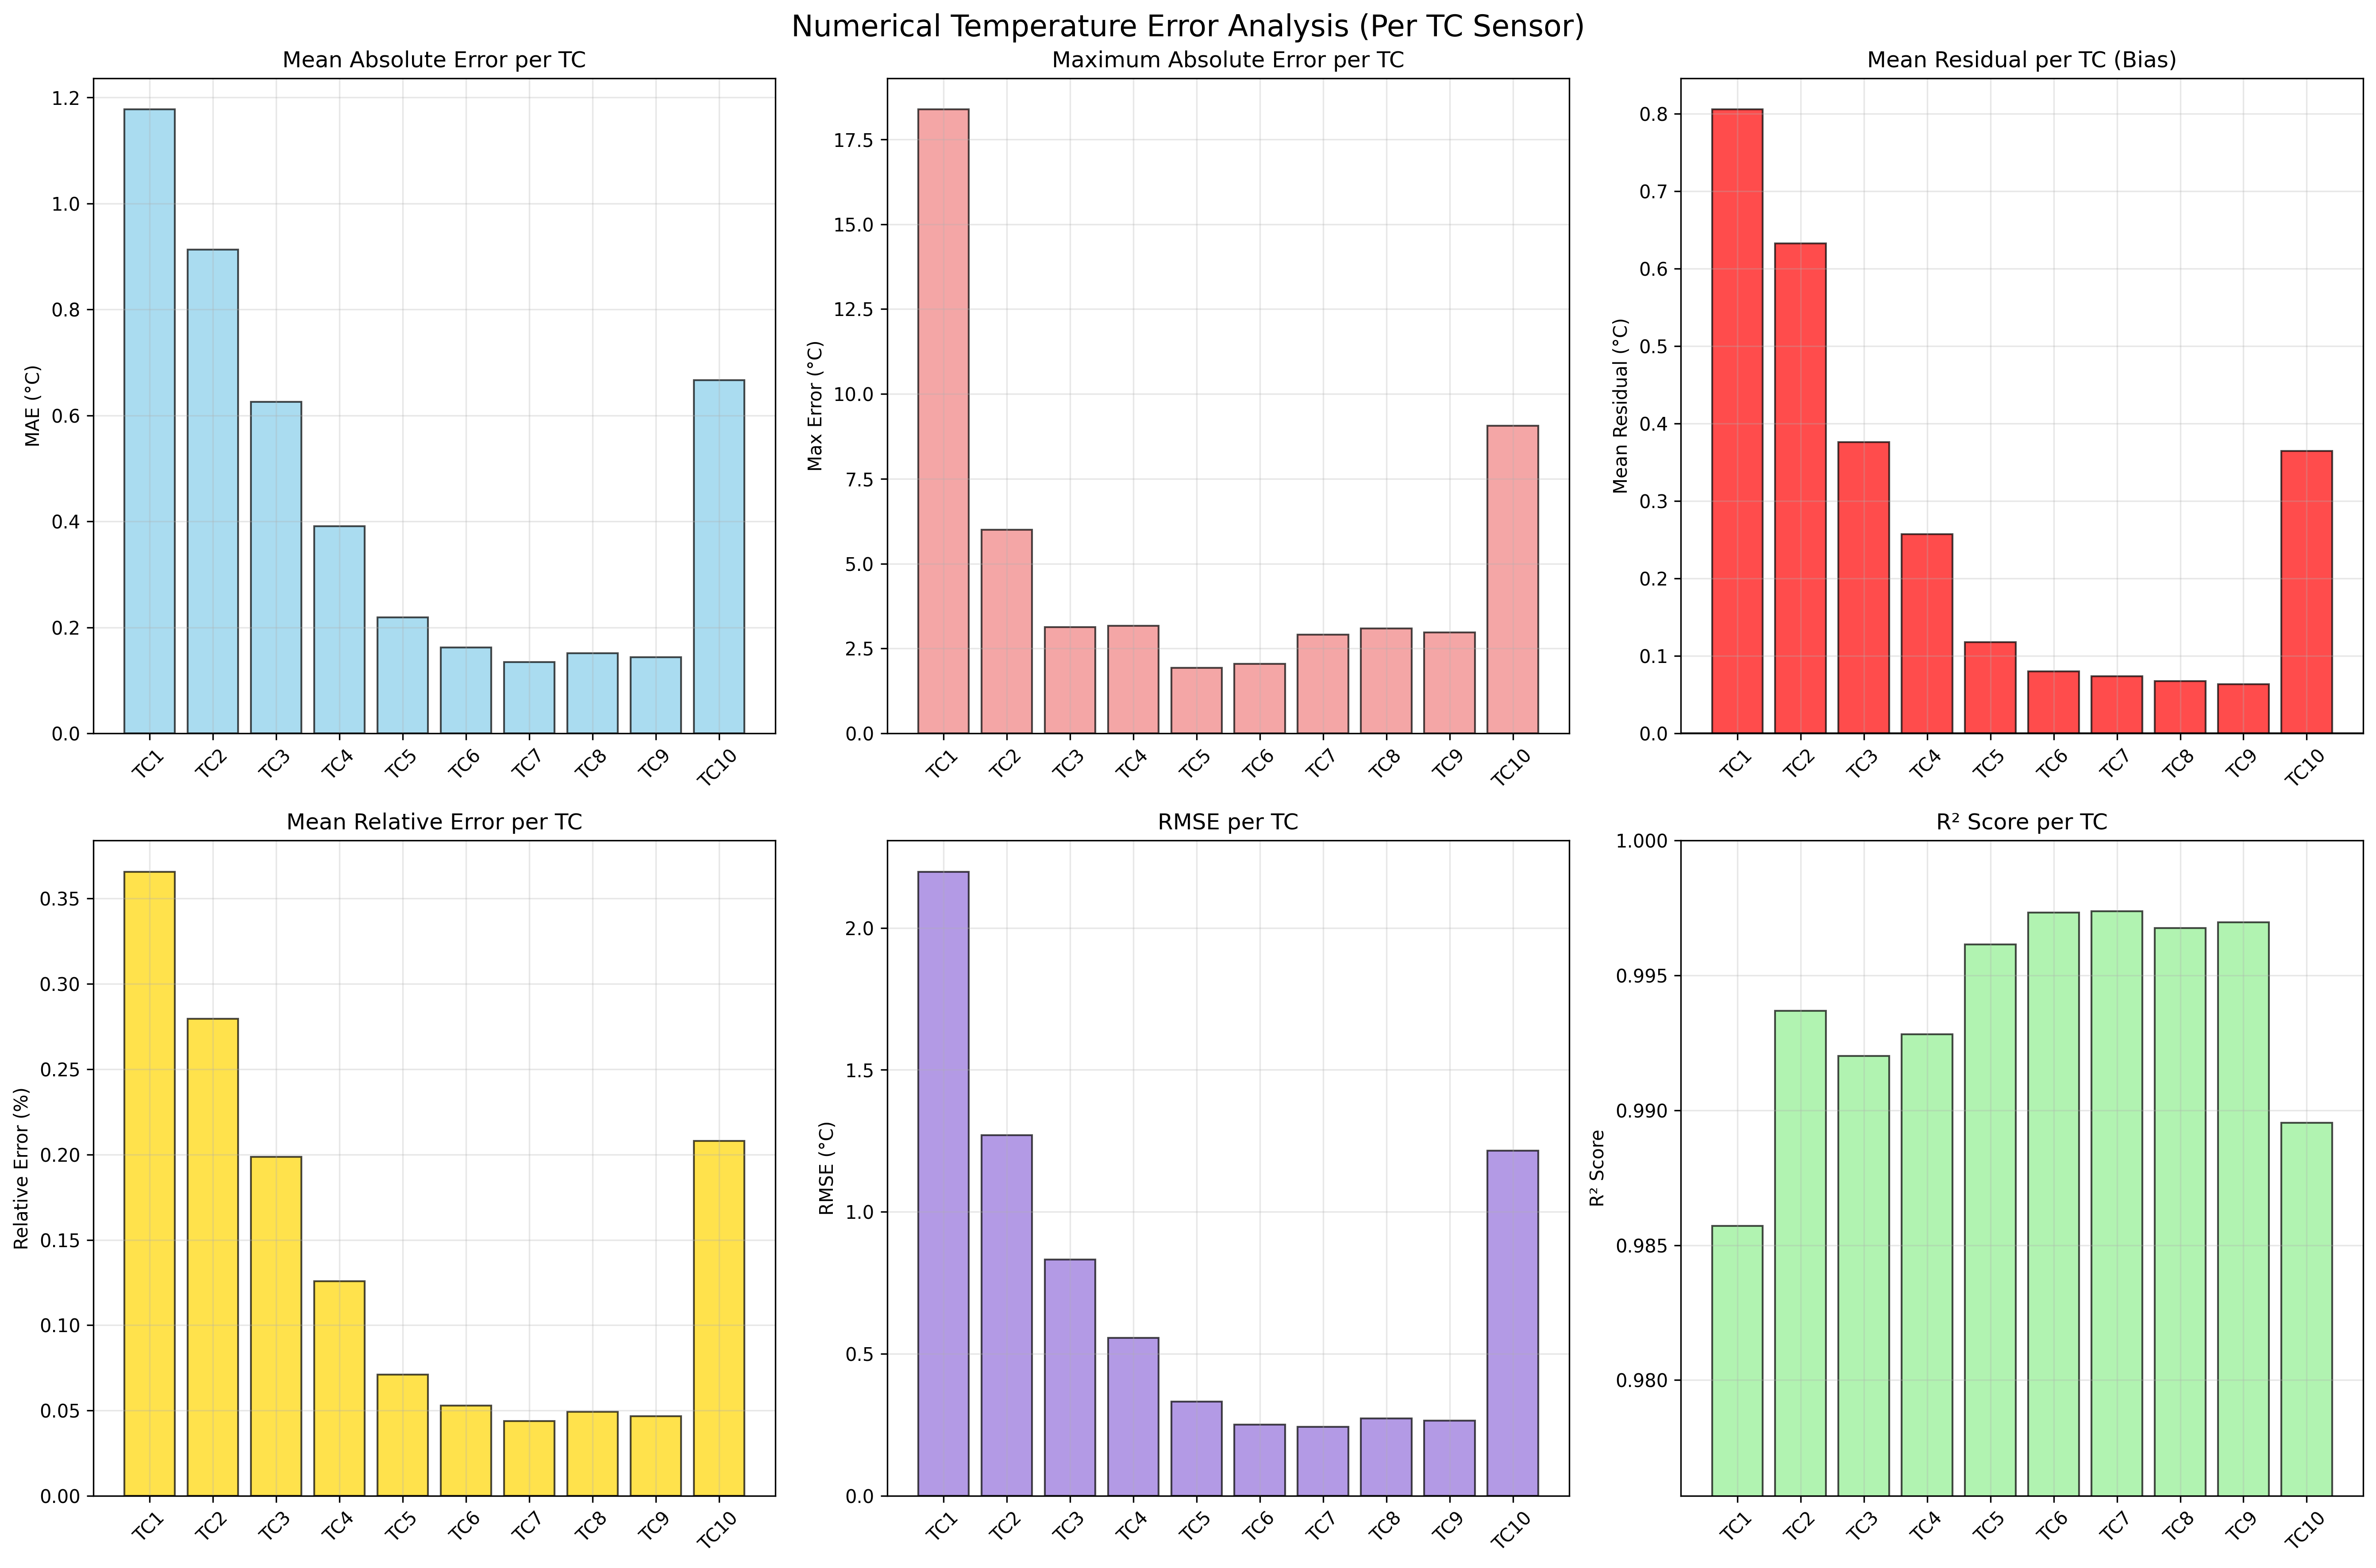 Numerical Temperature Error Analysis (Per TC Sensor)
Mean Absolute Error per TC
MAE (°C)
1.2
1.0
0.8
0.6
0.4
0.2
0.0
TC1 TC2 TC3 TC4 TC5 TC6 TC7 TC8 TC9 TC10
Maximum Absolute Error per TC
Max Error (°C)
17.5
15.0
12.5
10.0
7.5
5.0
2.5
0.0
TC1 TC2 TC3 TC4 TC5 TC6 TC7 TC8 TC9 TC10
Mean Residual per TC (Bias)
Mean Residual (°C)
0.8
0.7
0.6
0.5
0.4
0.3
0.2
0.1
0.0
TC1 TC2 TC3 TC4 TC5 TC6 TC7 TC8 TC9 TC10
Mean Relative Error per TC
Relative Error (%)
0.35
0.30
0.25
0.20
0.15
0.10
0.05
0.00
TC1 TC2 TC3 TC4 TC5 TC6 TC7 TC8 TC9 TC10
RMSE per TC
RMSE (°C)
2.0
1.5
1.0
0.5
0.0
TC1 TC2 TC3 TC4 TC5 TC6 TC7 TC8 TC9 TC10
R² Score per TC
R² Score
1.000
0.995
0.990
0.985
0.980
TC1 TC2 TC3 TC4 TC5 TC6 TC7 TC8 TC9 TC10